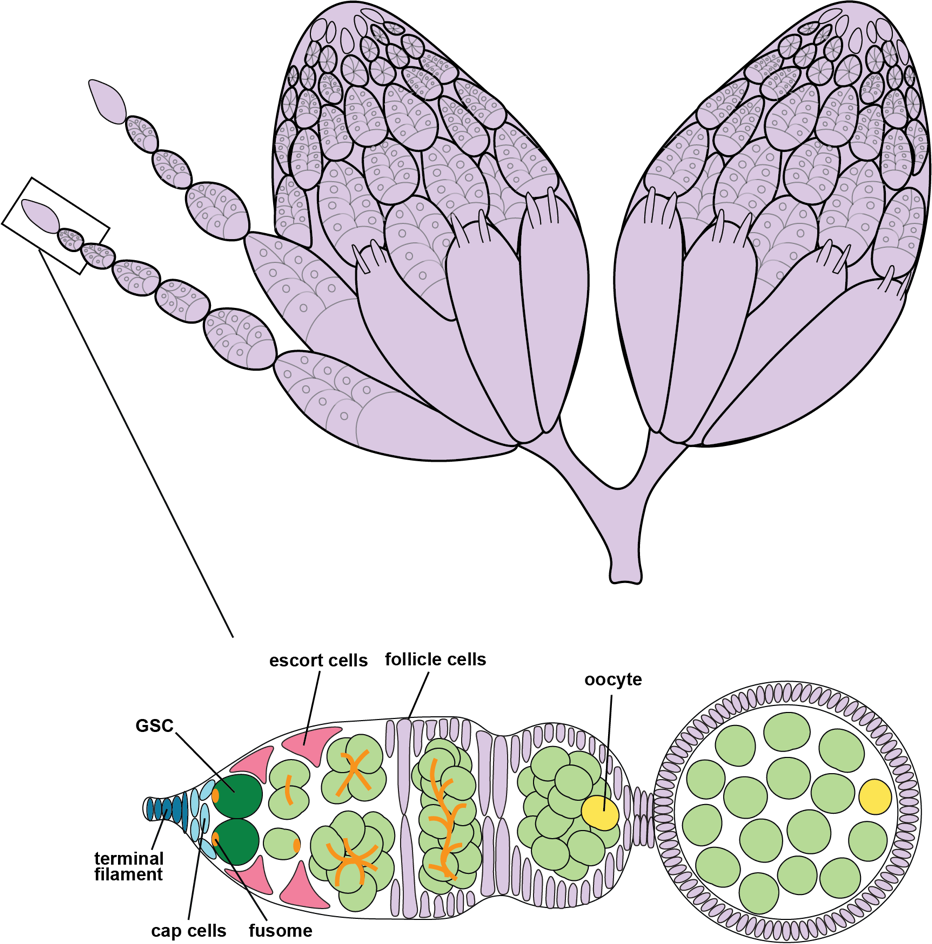 escort cells
follicle cells
oocyte
GSC
terminal
filament
cap cells
fusome